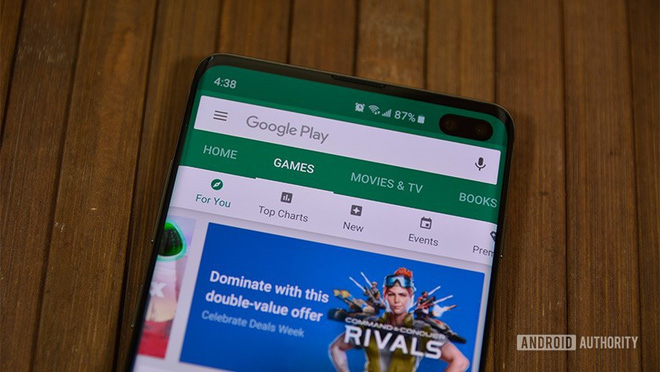 4:38
87%
Google Play
HOME GAMES MOVIES & TV BOOKS
For You Top Charts New Events Prem
Dominate with this
double-value offer
Celebrate Deals Week
COMMAND & CONQUER
RIVALS
ANDROID AUTHORITY